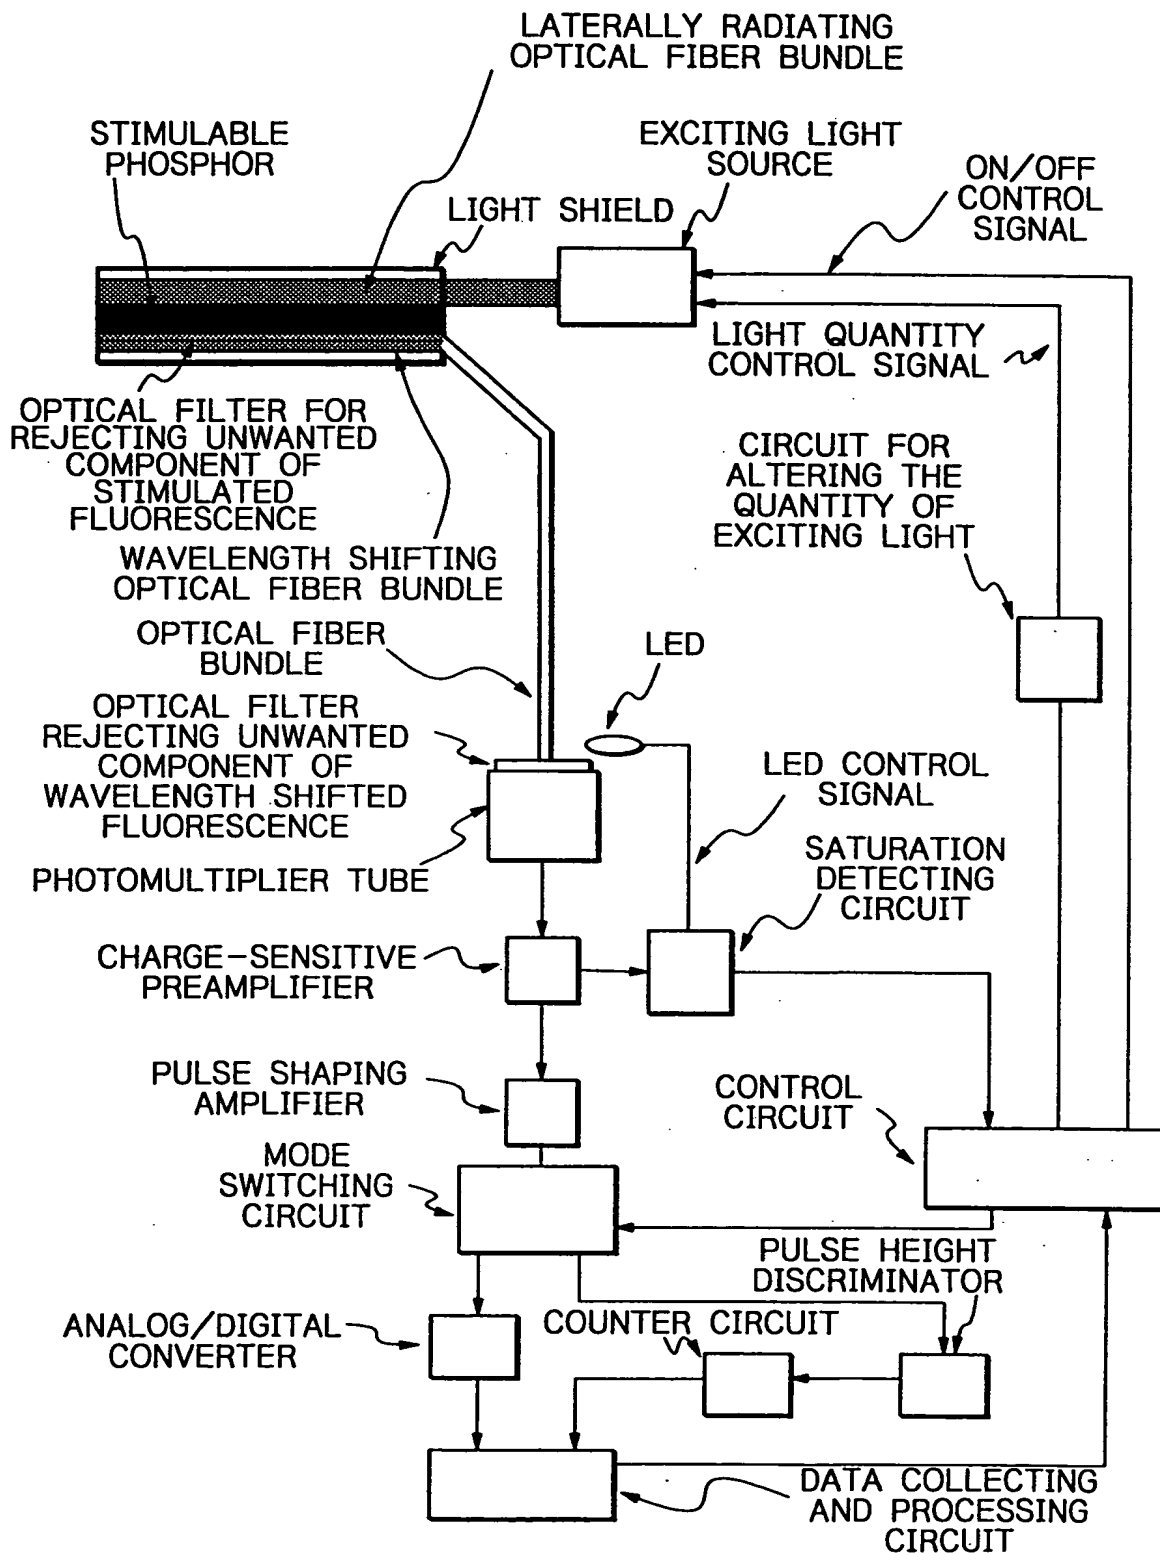 LATERALLY RADIATING
OPTICAL FIBER BUNDLE
STIMULABLE
PHOSPHOR
EXCITING LIGHT
SOURCE
ON/OFF
CONTROL
SIGNAL
LIGHT SHIELD
LIGHT QUANTITY
CONTROL SIGNAL
OPTICAL FILTER FOR
REJECTING UNWANTED
COMPONENT OF
STIMULATED
FLUORESCENCE
CIRCUIT FOR
ALTERING THE
QUANTITY OF
EXCITING LIGHT
WAVELENGTH SHIFTING
OPTICAL FIBER BUNDLE
OPTICAL FIBER
BUNDLE
LED
OPTICAL FILTER
REJECTING UNWANTED
COMPONENT OF
WAVELENGTH SHIFTED
FLUORESCENCE
LED CONTROL
SIGNAL
PHOTOMULTIPLIER TUBE
SATURATION
DETECTING
CIRCUIT
CHARGE-SENSITIVE
PREAMPLIFIER
PULSE SHAPING
AMPLIFIER
CONTROL
CIRCUIT
MODE
SWITCHING
CIRCUIT
PULSE HEIGHT
DISCRIMINATOR
ANALOG/DIGITAL
CONVERTER
COUNTER CIRCUIT
DATA COLLECTING
AND PROCESSING
CIRCUIT